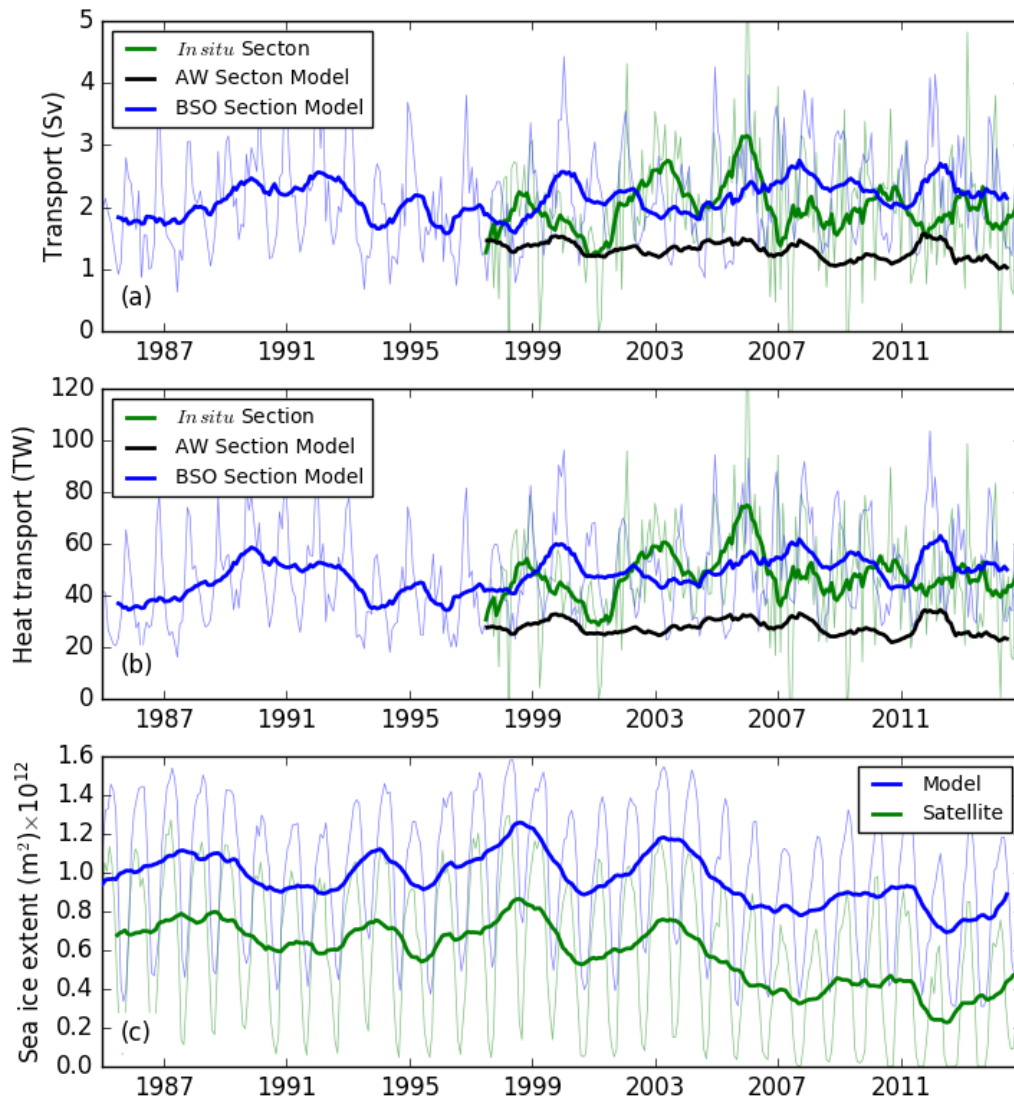 Transport (Sv)
5
4
3
2
1
0
In situ Secton
AW Secton Model
BSO Section Model
(a)
1987 1991 1995 1999 2003 2007 2011
Heat transport (TW)
120
100
80
60
40
20
0
In situ Section
AW Section Model
BSO Section Model
(b)
1987 1991 1995 1999 2003 2007 2011
Sea ice extent (m²)×10¹²
1.6
1.4
1.2
1.0
0.8
0.6
0.4
0.2
0.0
Model
Satellite
(c)
1987 1991 1995 1999 2003 2007 2011